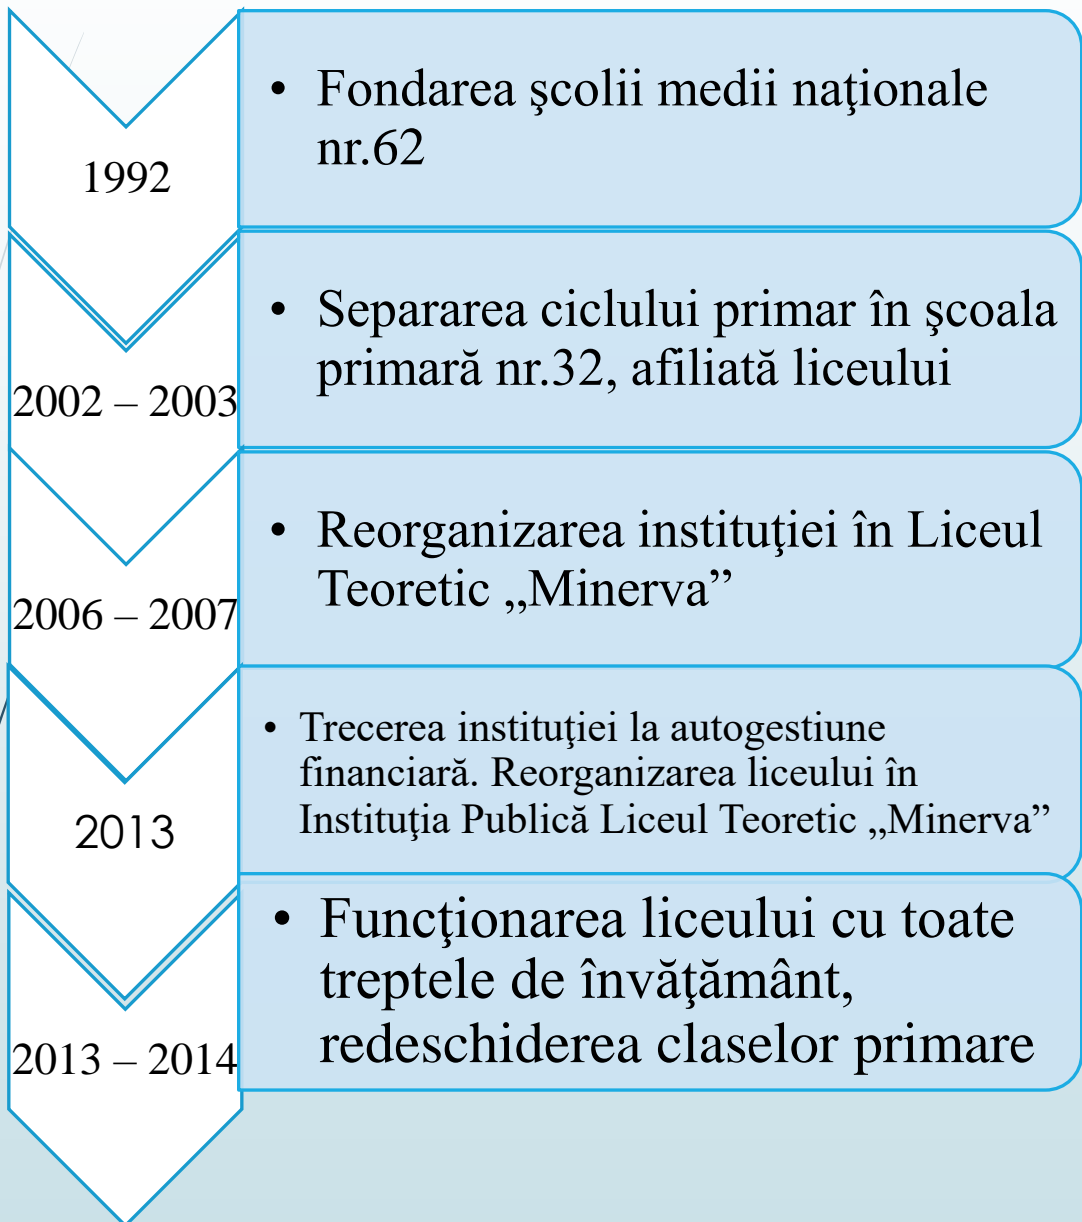 1992
• Fondarea şcolii medii naţionale
nr.62
2002 – 2003
• Separarea ciclului primar în şcoala
primară nr.32, afiliată liceului
2006 – 2007
• Reorganizarea instituţiei în Liceul
Teoretic „Minerva”
2013
• Trecerea instituţiei la autogestiune
financiară. Reorganizarea liceului în
Instituţia Publică Liceul Teoretic „Minerva”
2013 – 2014
• Funcţionarea liceului cu toate
treptele de învăţământ,
redeschiderea claselor primare